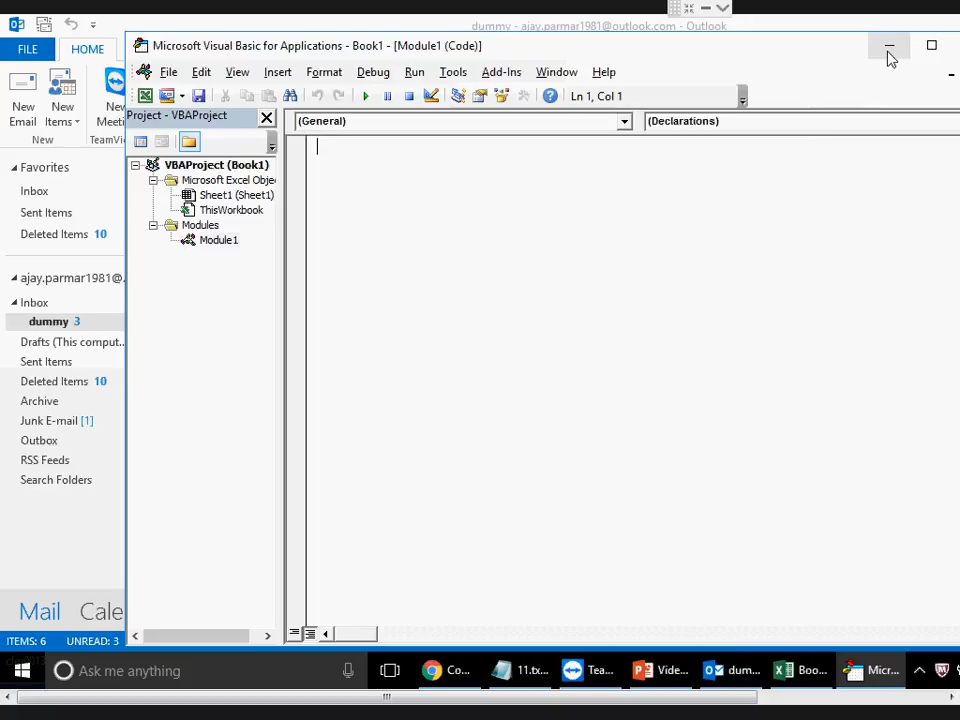 dummy - ajay.parmar1981@outlook.com - Outlook
FILE
HOME
New Email
New Items
New Meeti
New
TeamV
Favorites
Inbox
Sent Items
Deleted Items 10
ajay.parmar1981@.
Inbox
dummy 3
Drafts (This comput...
Sent Items
Deleted Items 10
Archive
Junk E-mail [1]
Outbox
RSS Feeds
Search Folders
Mail Cale
ITEMS: 6 UNREAD: 3
Microsoft Visual Basic for Applications - Book1 - [Module1 (Code)]
File Edit View Insert Format Debug Run Tools Add-Ins Window Help
Ln 1, Col 1
Project - VBAProject
VBAProject (Book1)
Microsoft Excel Obje
Sheet1 (Sheet1)
ThisWorkbook
Modules
Module1
(General)
(Declarations)
Ask me anything
Co...
11.tx...
Tea...
Vide...
dum...
Boo...
Micr...